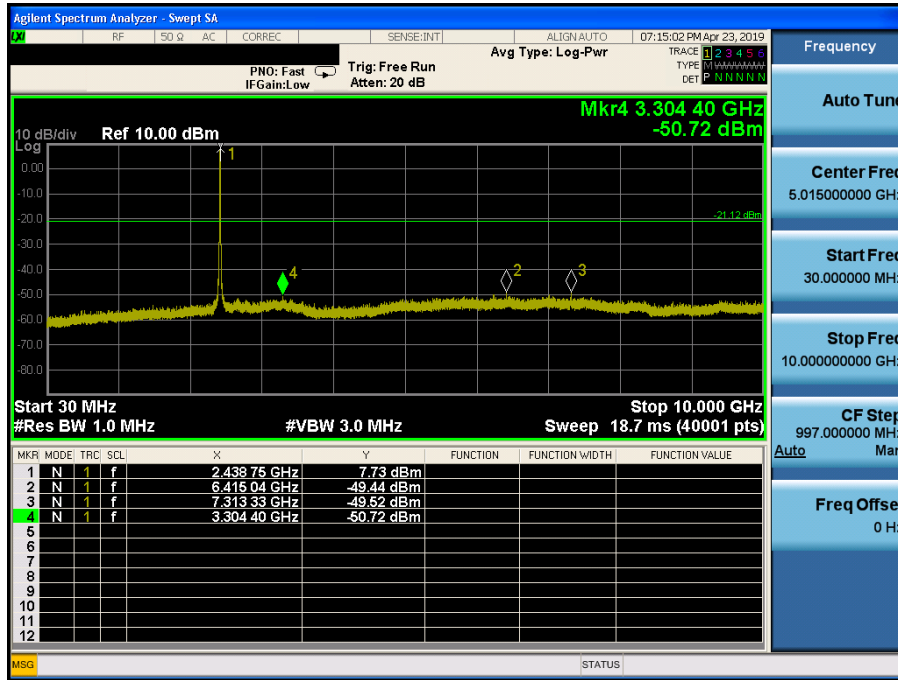 Agilent Spectrum Analyzer - Swept SA
LXI RF 50 Ω AC CORREC SENSE:INT ALIGN AUTO 07:15:02 PM Apr 23, 2019
Avg Type: Log-Pwr TRACE 1 2 3 4 5 6
PNO: Fast Trig: Free Run TYPE M WWWWW
IFGain:Low Atten: 20 dB DET P N N N N N
Mkr4 3.304 40 GHz
-50.72 dBm
10 dB/div Ref 10.00 dBm
Log
1
0.00
-10.0
-20.0
-21.12 dBm
-30.0
-40.0
4 2 3
-50.0
-60.0
-70.0
-80.0
Start 30 MHz Stop 10.000 GHz
#Res BW 1.0 MHz #VBW 3.0 MHz Sweep 18.7 ms (40001 pts)
MKR MODE TRC SCL X Y FUNCTION FUNCTION WIDTH FUNCTION VALUE
1 N 1 f 2.438 75 GHz 7.73 dBm
2 N 1 f 6.415 04 GHz -49.44 dBm
3 N 1 f 7.313 33 GHz -49.52 dBm
4 N 1 f 3.304 40 GHz -50.72 dBm
5
6
7
8
9
10
11
12
MSG STATUS
Frequency
Auto Tune
Center Freq
5.015000000 GHz
Start Freq
30.000000 MHz
Stop Freq
10.000000000 GHz
CF Step
997.000000 MHz
Auto Man
Freq Offset
0 Hz